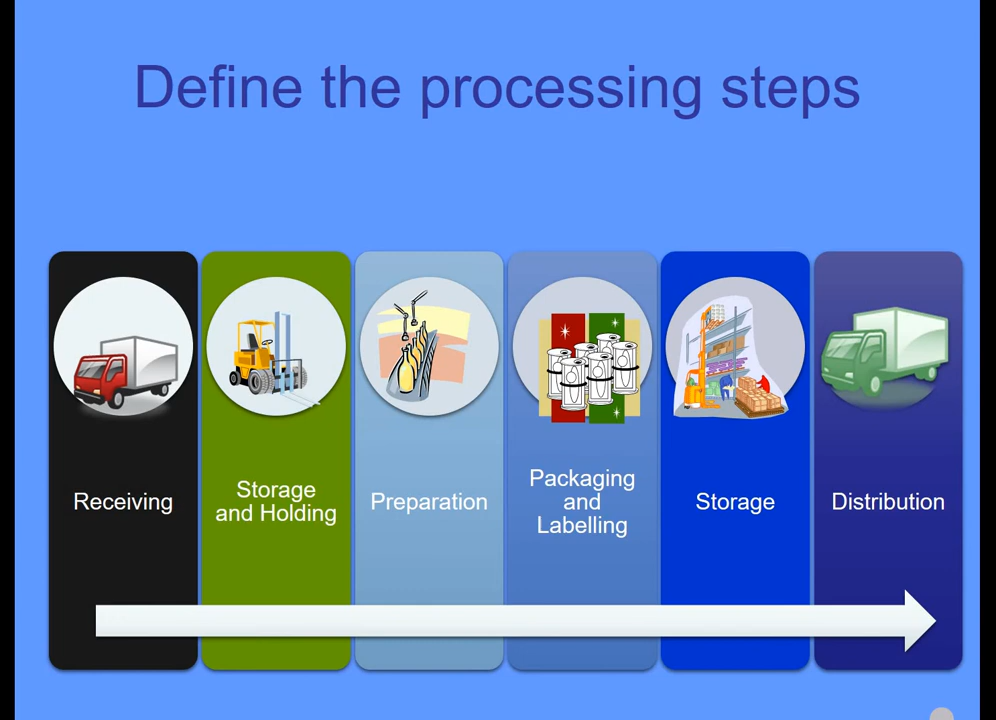 Define the processing steps
Receiving
Storage
and Holding
Preparation
Packaging
and
Labelling
Storage
Distribution